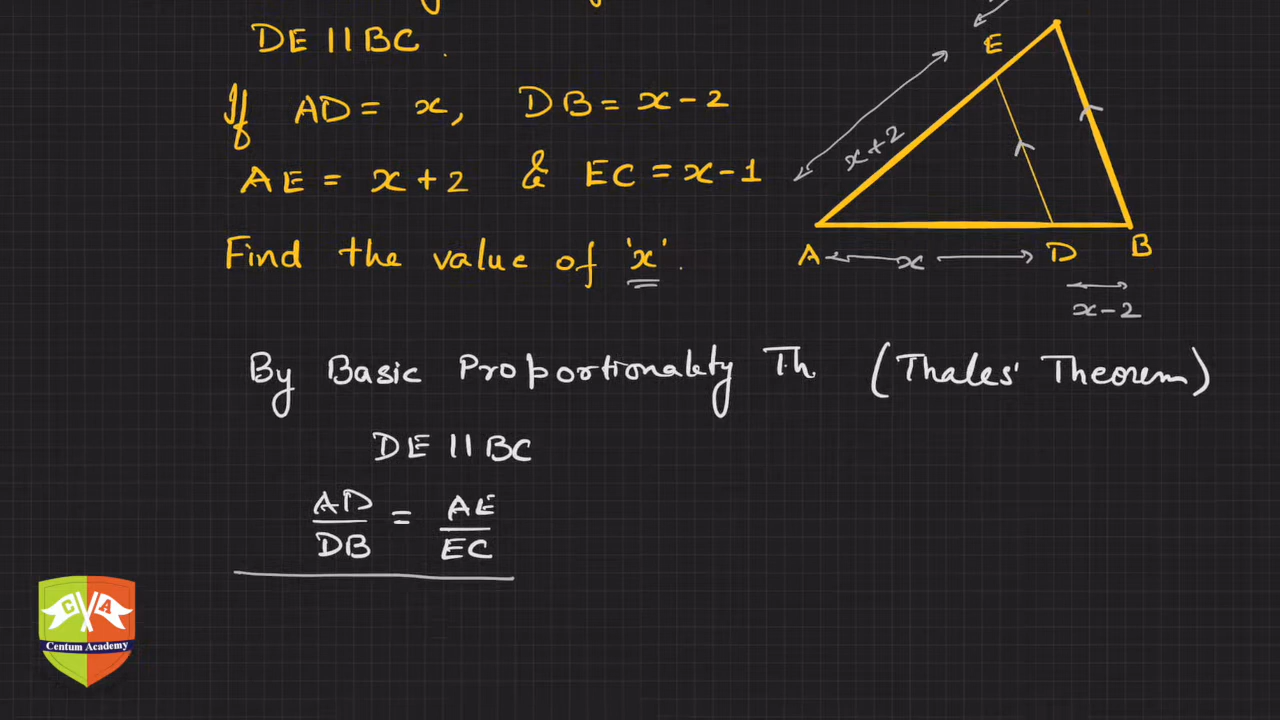 DE || BC.
If AD = x, DB = x-2
AE = x+2 & EC = x-1
Find the value of 'x'.
E
x+2
A
x
D
B
x-2
By Basic Proportionality Th (Thales' Theorem)
DE || BC
AD/DB = AE/EC
C A
Centum Academy